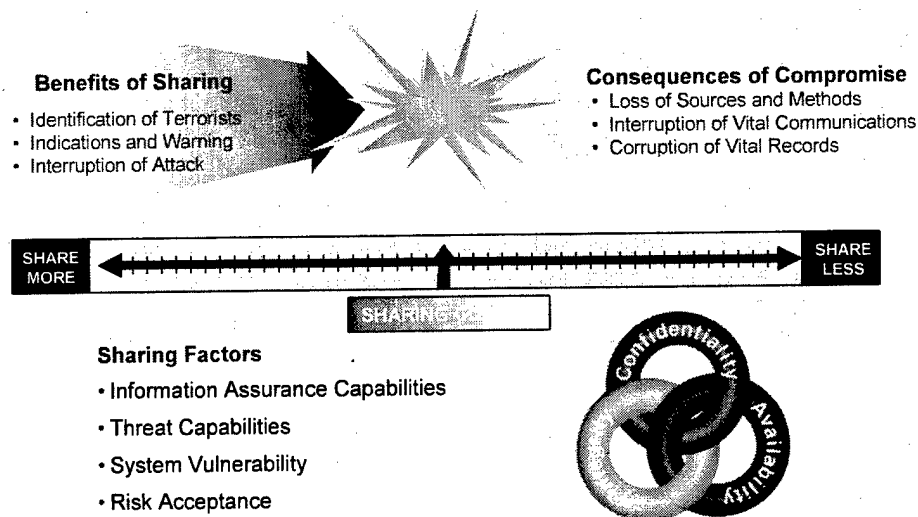 Benefits of Sharing
• Identification of Terrorists
• Indications and Warning
• Interruption of Attack
Consequences of Compromise
• Loss of Sources and Methods
• Interruption of Vital Communications
• Corruption of Vital Records
SHARE
MORE
SHARE
LESS
SHARING
Sharing Factors
• Information Assurance Capabilities
• Threat Capabilities
• System Vulnerability
• Risk Acceptance
Confidentiality
Availability